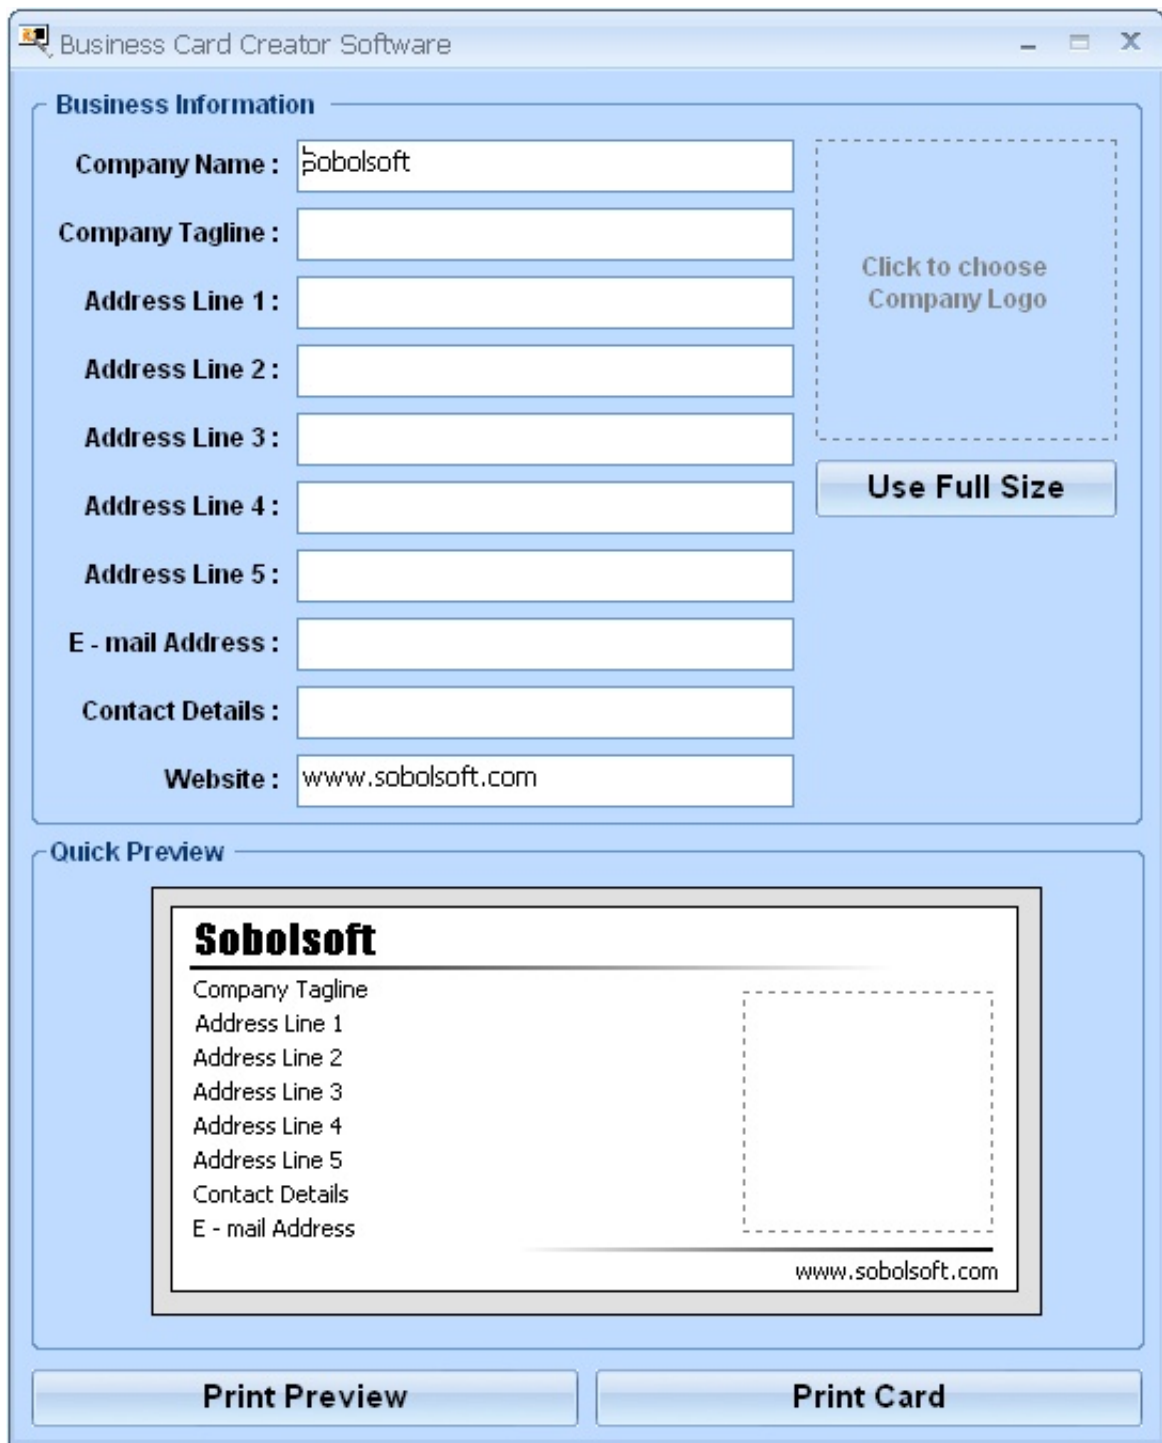 Business Card Creator Software
Business Information
Company Name : Sobolsoft
Company Tagline :
Address Line 1 :
Address Line 2 :
Address Line 3 :
Address Line 4 :
Address Line 5 :
E - mail Address :
Contact Details :
Website : www.sobolsoft.com
Click to choose
Company Logo
Use Full Size
Quick Preview
Sobolsoft
Company Tagline
Address Line 1
Address Line 2
Address Line 3
Address Line 4
Address Line 5
Contact Details
E - mail Address
www.sobolsoft.com
Print Preview
Print Card